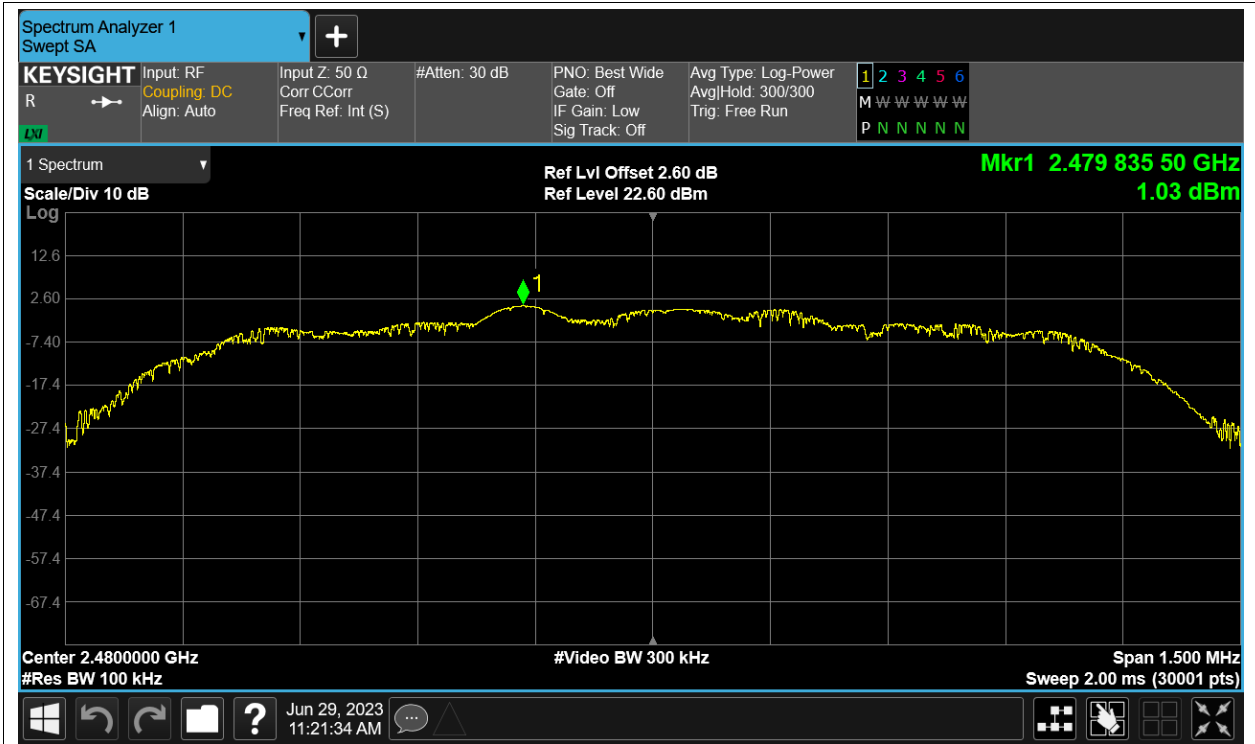 Spectrum Analyzer 1
Swept SA
KEYSIGHT
R
LXI
Input: RF
Coupling: DC
Align: Auto
Input Z: 50 Ω
Corr CCorr
Freq Ref: Int (S)
#Atten: 30 dB
PNO: Best Wide
Gate: Off
IF Gain: Low
Sig Track: Off
Avg Type: Log-Power
Avg|Hold: 300/300
Trig: Free Run
1 2 3 4 5 6
M W W W W W W
P N N N N N
1 Spectrum
Scale/Div 10 dB
Log
Ref Lvl Offset 2.60 dB
Ref Level 22.60 dBm
Mkr1 2.479 835 50 GHz
1.03 dBm
12.6
2.60
-7.40
-17.4
-27.4
-37.4
-47.4
-57.4
-67.4
1
Center 2.4800000 GHz
#Res BW 100 kHz
#Video BW 300 kHz
Span 1.500 MHz
Sweep 2.00 ms (30001 pts)
?
Jun 29, 2023
11:21:34 AM